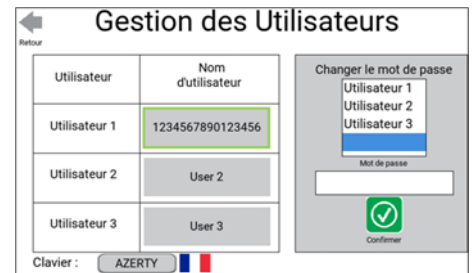 Gestion des Utilisateurs
Retour
Utilisateur
Nom
d'utilisateur
Utilisateur 1
1234567890123456
Utilisateur 2
User 2
Utilisateur 3
User 3
Clavier :
AZERTY
Changer le mot de passe
Utilisateur 1
Utilisateur 2
Utilisateur 3
Mot de passe
Confirmer